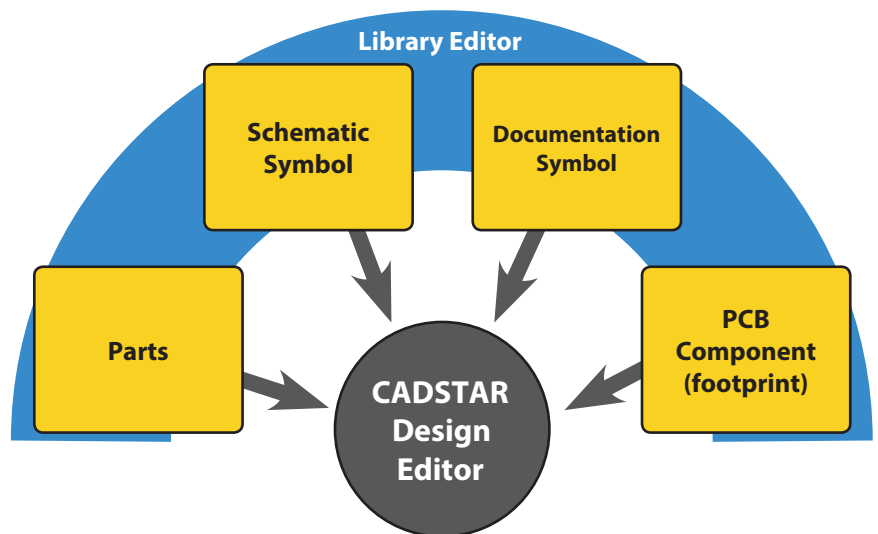 Library Editor
Schematic
Symbol
Documentation
Symbol
Parts
PCB
Component
(footprint)
CADSTAR
Design
Editor